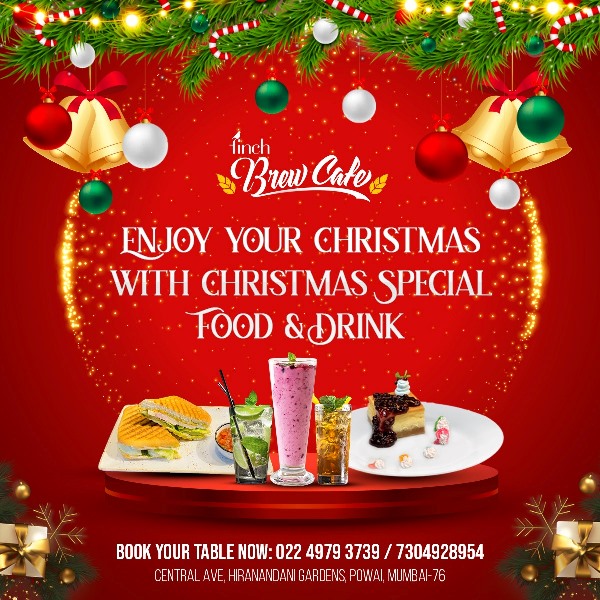 finch
Brew Cafe
ENJOY YOUR CHRISTMAS
WITH CHRISTMAS SPECIAL
FOOD & DRINK
BOOK YOUR TABLE NOW: 022 4979 3739 / 7304928954
CENTRAL AVE, HIRANANDANI GARDENS, POWAI, MUMBAI-76